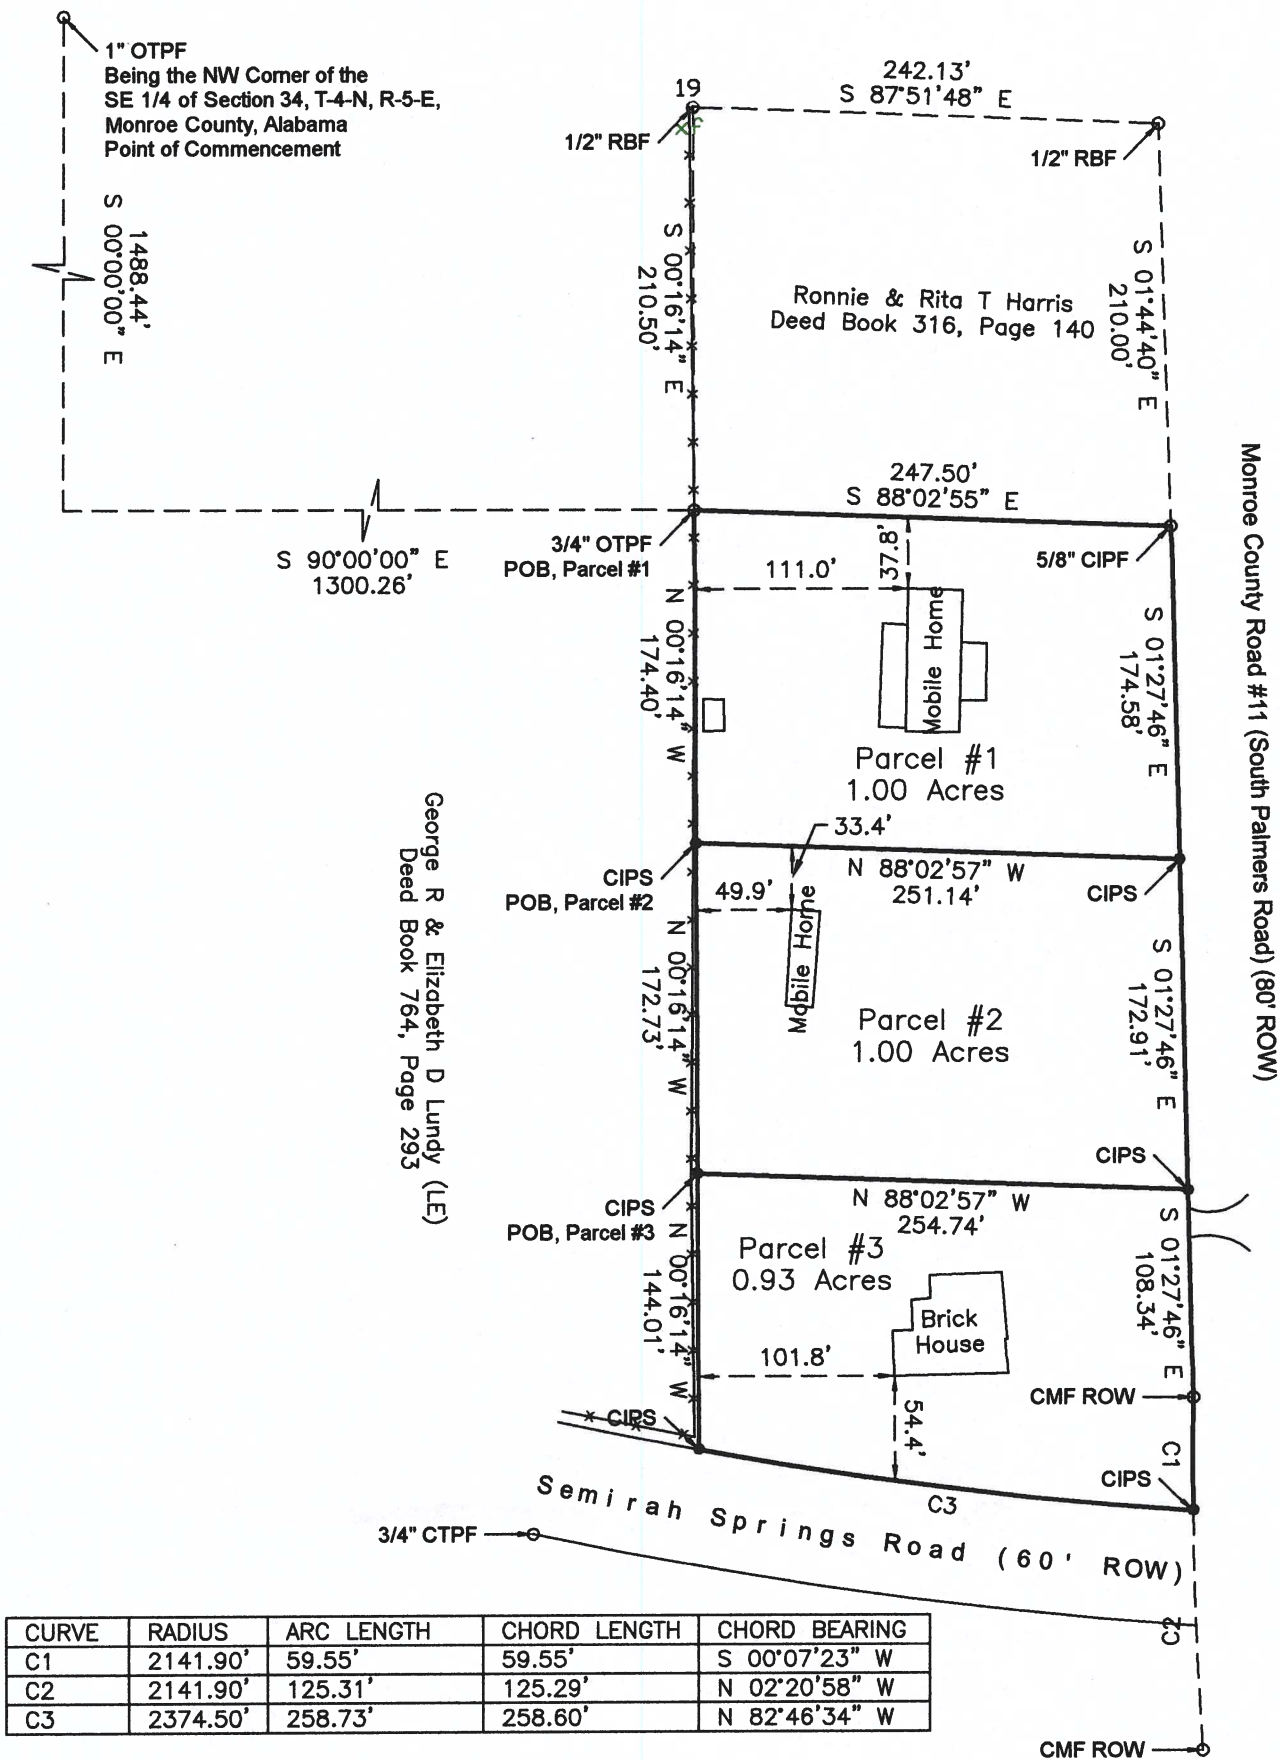 1" OTPF
Being the NW Corner of the
SE 1/4 of Section 34, T-4-N, R-5-E,
Monroe County, Alabama
Point of Commencement
1488.44'
S 00°00'00" E
19
242.13'
S 87°51'48" E
xf
1/2" RBF
1/2" RBF
S 00°16'14" E
210.50'
Ronnie & Rita T Harris
Deed Book 316, Page 140
S 01°44'40" E
210.00'
247.50'
S 88°02'55" E
S 90°00'00" E
1300.26'
3/4" OTPF
POB, Parcel #1
5/8" CIPF
111.0'
37.8'
Mobile Home
N 00°16'14" W
174.40'
S 01°27'46" E
174.58'
Parcel #1
1.00 Acres
Monroe County Road #11 (South Palmers Road) (80' ROW)
33.4'
CIPS
POB, Parcel #2
N 88°02'57" W
251.14'
CIPS
49.9'
Mobile Home
N 00°16'14" W
172.73'
S 01°27'46" E
172.91'
Parcel #2
1.00 Acres
George R & Elizabeth D Lundy (LE)
Deed Book 764, Page 293
CIPS
CIPS
POB, Parcel #3
N 88°02'57" W
254.74'
N 00°16'14" W
144.01'
Parcel #3
0.93 Acres
S 01°27'46" E
108.34'
Brick
House
101.8'
54.4'
CMF ROW
CIPS
C1
CIPS
C3
Semirah Springs Road (60' ROW)
3/4" CTPF
C2
CURVE RADIUS ARC LENGTH CHORD LENGTH CHORD BEARING
C1 2141.90' 59.55' 59.55' S 00°07'23" W
C2 2141.90' 125.31' 125.29' N 02°20'58" W
C3 2374.50' 258.73' 258.60' N 82°46'34" W
CMF ROW